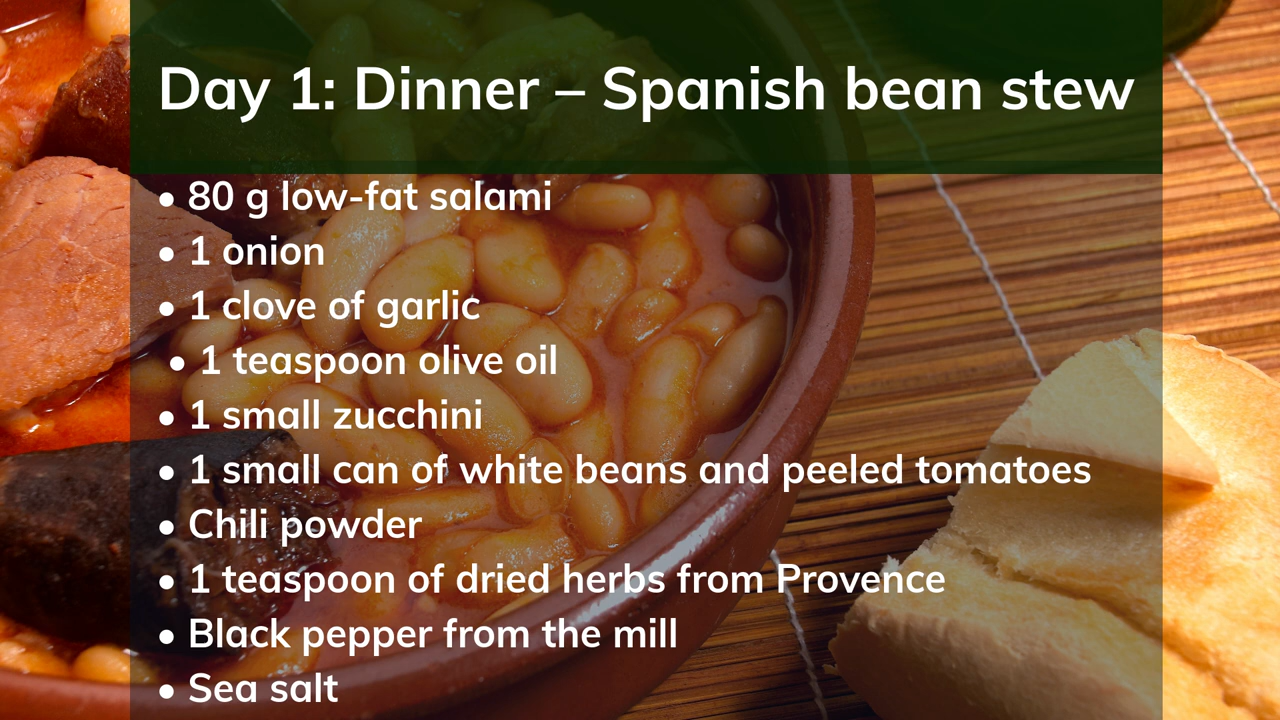 Day 1: Dinner – Spanish bean stew
• 80 g low-fat salami
• 1 onion
• 1 clove of garlic
• 1 teaspoon olive oil
• 1 small zucchini
• 1 small can of white beans and peeled tomatoes
• Chili powder
• 1 teaspoon of dried herbs from Provence
• Black pepper from the mill
• Sea salt